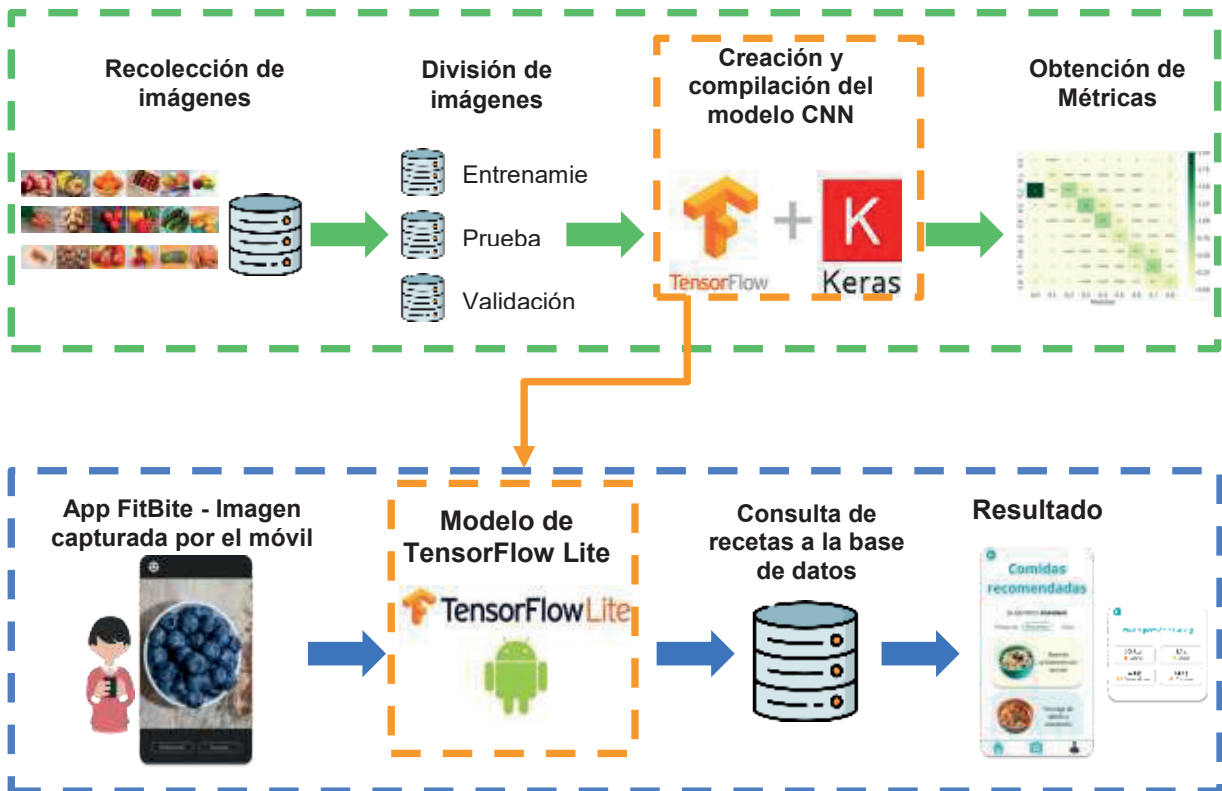 Recolección de
imágenes
División de
imágenes
Entrenamie
Prueba
Validación
Creación y
compilación del
modelo CNN
TensorFlow
+
K
Keras
Obtención de
Métricas
App FitBite - Imagen
capturada por el móvil
Modelo de
TensorFlow Lite
TensorFlow Lite
Consulta de
recetas a la base
de datos
Resultado
Comidas
recomendadas